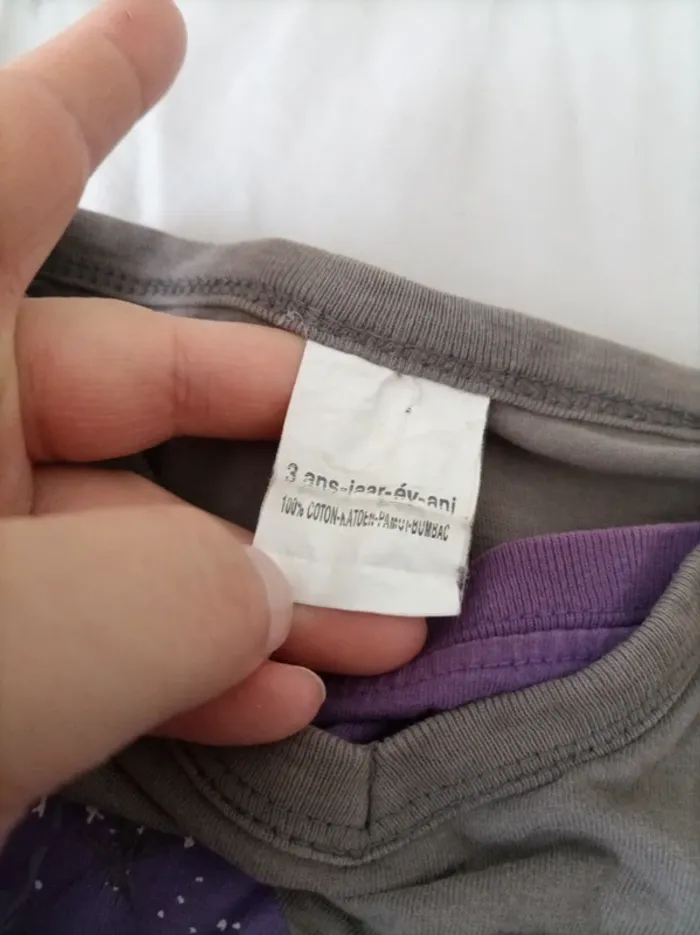 3 ans-jaar-év-ani
100% COTON-KATOEN-PAMUT-BUMBAC